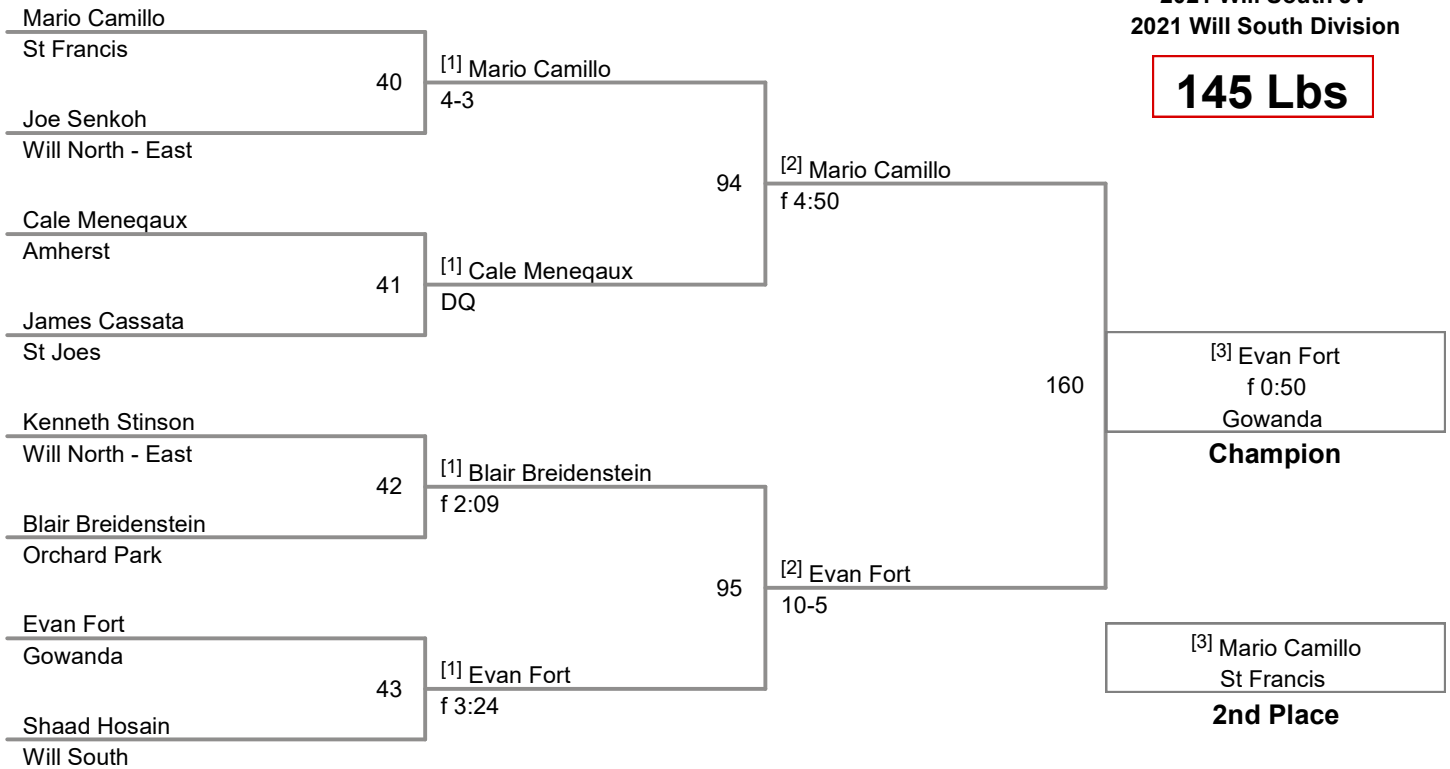 2021 Will South JV
2021 Will South Division
145 Lbs
Mario Camillo
St Francis
40
Joe Senkoh
Will North - East
[1] Mario Camillo
4-3
Cale Meneqaux
Amherst
41
James Cassata
St Joes
[1] Cale Meneqaux
DQ
94
[2] Mario Camillo
f 4:50
Kenneth Stinson
Will North - East
42
Blair Breidenstein
Orchard Park
[1] Blair Breidenstein
f 2:09
Evan Fort
Gowanda
43
Shaad Hosain
Will South
[1] Evan Fort
f 3:24
95
[2] Evan Fort
10-5
160
[3] Evan Fort
f 0:50
Gowanda
Champion
[3] Mario Camillo
St Francis
2nd Place